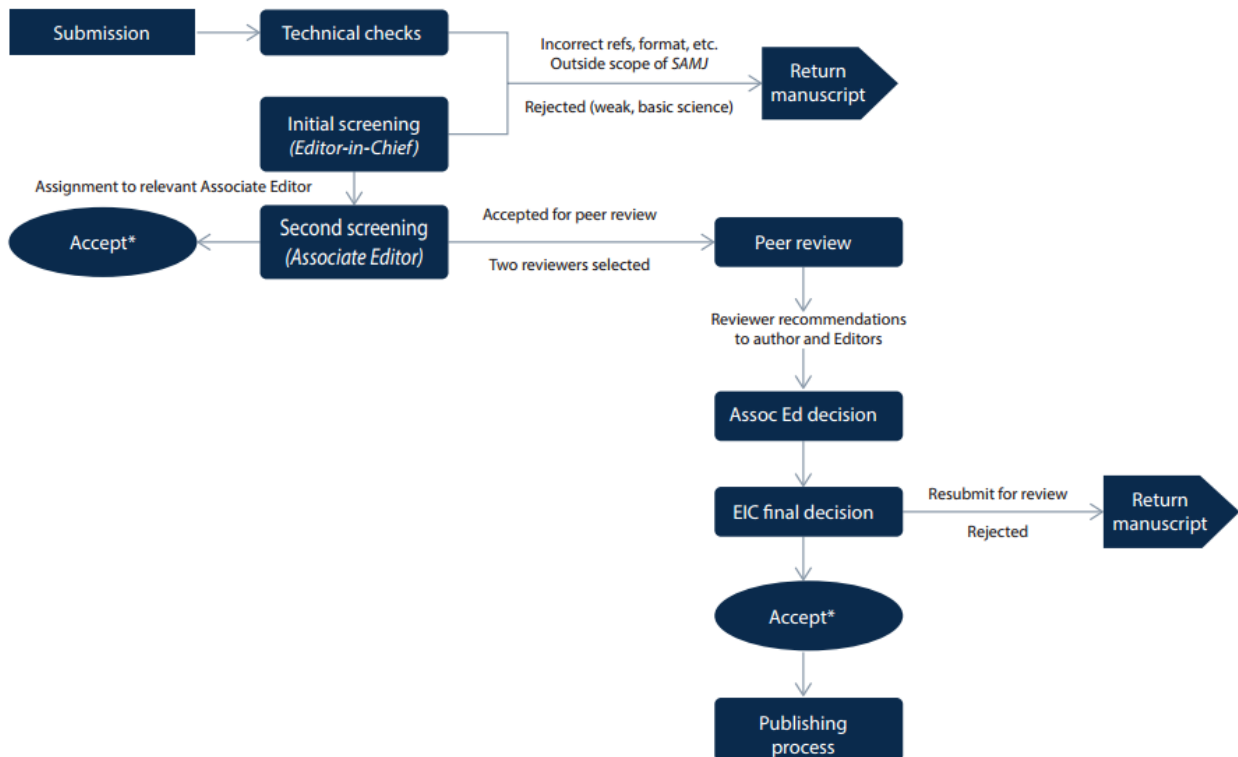 Submission
Technical checks
Incorrect refs, format, etc.
Outside scope of SAMJ
Rejected (weak, basic science)
Return
manuscript
Initial screening
(Editor-in-Chief)
Assignment to relevant Associate Editor
Accept*
Second screening
(Associate Editor)
Accepted for peer review
Two reviewers selected
Peer review
Reviewer recommendations
to author and Editors
Assoc Ed decision
EIC final decision
Resubmit for review
Rejected
Return
manuscript
Accept*
Publishing
process